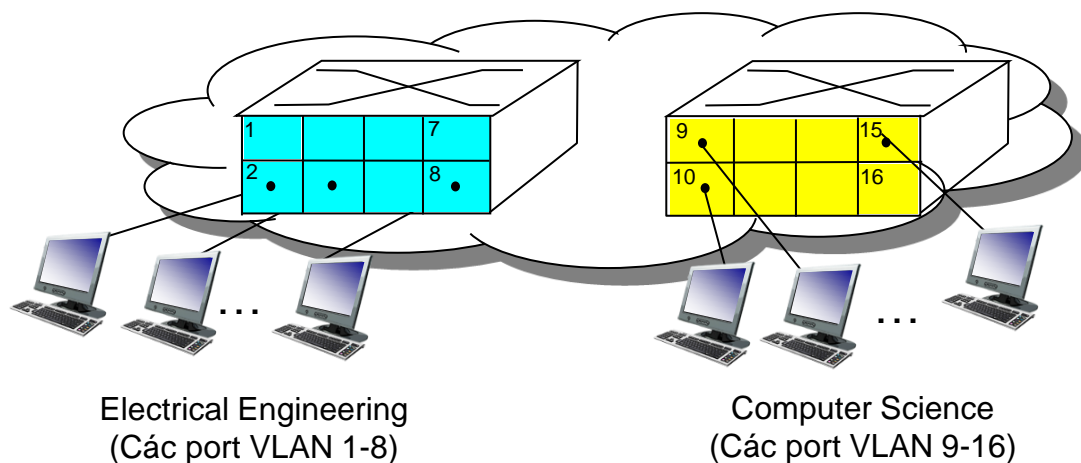 1 7
2 8
9 15
10 16
...
...
Electrical Engineering
(Các port VLAN 1-8)
Computer Science
(Các port VLAN 9-16)